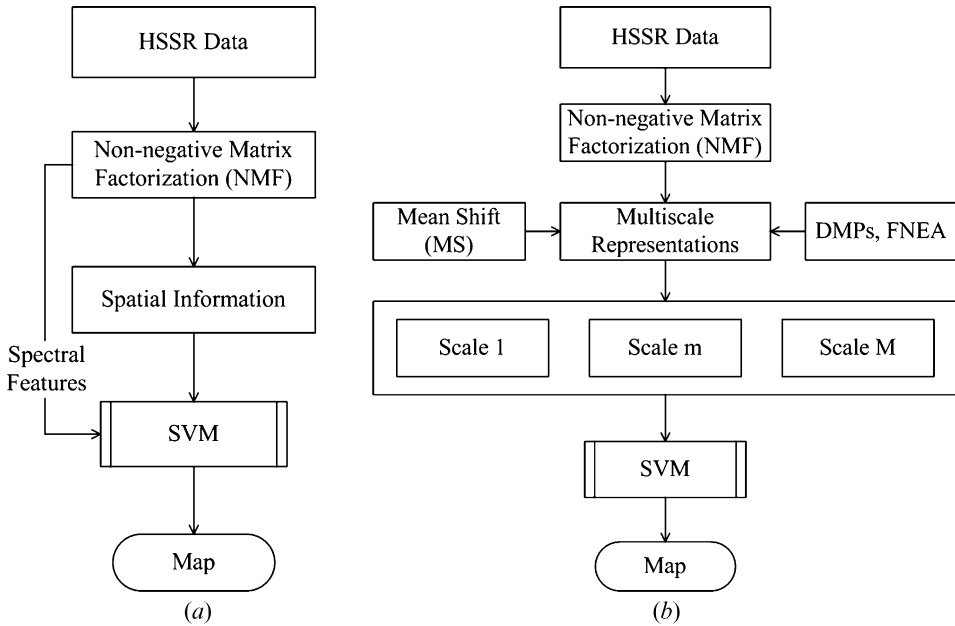 HSSR Data
Non-negative Matrix
Factorization (NMF)
Spatial Information
Spectral
Features
SVM
Map
(a)
HSSR Data
Non-negative Matrix
Factorization (NMF)
Mean Shift
(MS)
Multiscale
Representations
DMPs, FNEA
Scale 1
Scale m
Scale M
SVM
Map
(b)